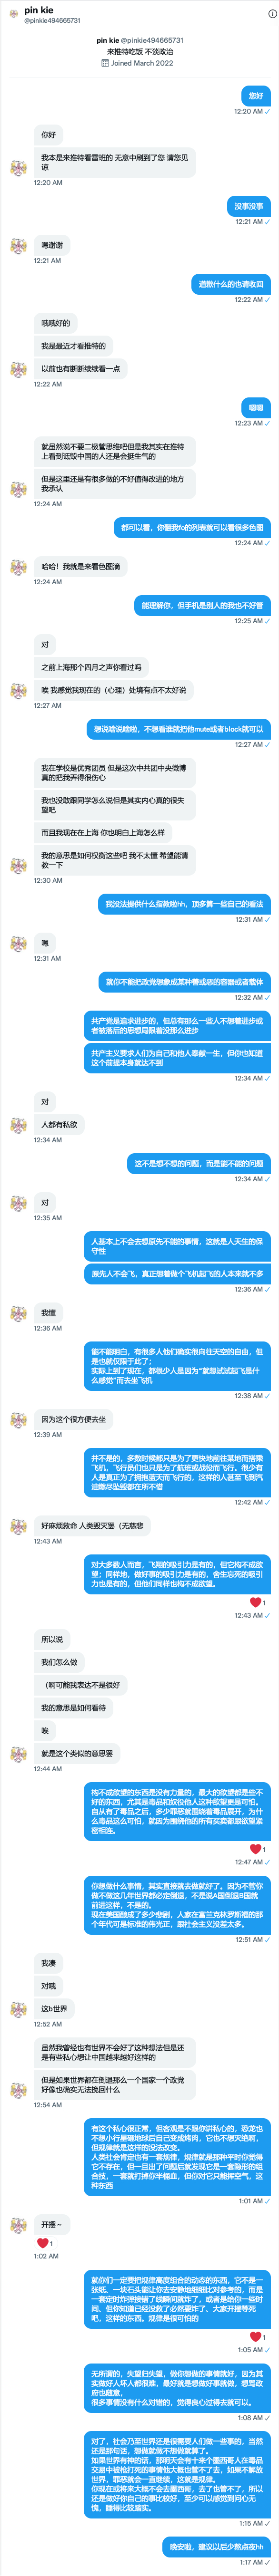 pin kie
@pinkie494665731
pin kie @pinkie494665731
来推特吃饭 不谈政治
Joined March 2022
您好
12:20 AM ✓
你好
我本是来推特看雷班的 无意中刷到了您 请您见
谅
12:20 AM
没事没事
12:21 AM ✓
嗯谢谢
12:21 AM
道歉什么的也请收回
12:22 AM ✓
哦哦好的
我是最近才看推特的
以前也有断断续续看一点
12:22 AM
嗯嗯
12:23 AM ✓
就虽然说不要二极管思维吧但是我其实在推特
上看到诋毁中国的人还是会挺生气的
但是这里还是有很多做的不好值得改进的地方
我承认
12:24 AM
都可以看，你翻我fo的列表就可以看很多色图
12:24 AM ✓
哈哈！我就是来看色图滴
12:24 AM
能理解你，但手机是别人的我也不好管
12:25 AM ✓
对
之前上海那个四月之声你看过吗
唉 我感觉我现在的（心理）处境有点不太好说
12:27 AM
想说啥说啥啦，不想看谁就把他mute或者block就可以
12:27 AM ✓
我在学校是优秀团员 但是这次中共团中央微博
真的把我弄得很伤心
我也没敢跟同学怎么说但是其实内心真的很失
望吧
而且我现在在上海 你也明白上海怎么样
我的意思是如何权衡这些吧 我不太懂 希望能请
教一下
12:30 AM
我没法提供什么指教啦hh，顶多算一些自己的看法
12:31 AM ✓
嗯
12:31 AM
就你不能把政党想象成某种善或恶的容器或者载体
12:32 AM ✓
共产党是追求进步的，但总有那么一些人不想着进步或
者被落后的思想局限着没那么进步
共产主义要求人们为自己和他人奉献一生，但你也知道
这个前提本身就达不到
12:34 AM ✓
对
人都有私欲
12:34 AM
这不是想不想的问题，而是能不能的问题
12:34 AM ✓
对
12:35 AM
人基本上不会去想原先不能的事情，这就是人天生的保
守性
原先人不会飞，真正想着做个飞机起飞的人本来就不多
12:36 AM ✓
我懂
12:36 AM
能不能明白，有很多人他们确实很向往天空的自由，但
是也就仅限于此了；
实际上到了现在，都很少人是因为“就想试试起飞是什
么感觉”而去坐飞机
12:38 AM ✓
因为这个很方便去坐
12:39 AM
并不是的，多数时候都只是为了更快地前往某地而搭乘
飞机，飞行员们也只是为了航班或战役而飞行。很少有
人是真正为了拥抱蓝天而飞行的，这样的人甚至飞到汽
油燃尽坠毁都在所不惜
12:42 AM ✓
好麻烦救命 人类毁灭罢（无慈悲
12:43 AM
对大多数人而言，飞翔的吸引力是有的，但它构不成欲
望；同样地，做好事的吸引力是有的，舍生忘死的吸引
力也是有的，但他们同样也构不成欲望。
❤️ 1
12:43 AM ✓
所以说
我们怎么做
（啊可能我表达不是很好
我的意思是如何看待
唉
就是这个类似的意思罢
12:44 AM
构不成欲望的东西是没有力量的，最大的欲望都是些不
好的东西，尤其是毒品和奴役他人这种欲望更是可怕。
自从有了毒品之后，多少罪恶就围绕着毒品展开，为什
么毒品这么可怕，就因为围绕他的所有买卖都跟欲望紧
密相连。
❤️ 1
12:47 AM ✓
你想做什么事情，其实直接就去做就好了。因为不管你
做不做这几年世界都必定倒退，不是说A国倒退B国就
前进这样，不是的。
现在美国酿成了多少悲剧，人家在富兰克林罗斯福的那
个年代可是标准的伟光正，跟社会主义没差太多。
12:51 AM ✓
我凑
对哦
这b世界
12:52 AM
虽然我曾经也有世界不会好了这种想法但是还
是有些私心想让中国越来越好这样的
但是如果世界都在倒退那么一个国家一个政党
好像也确实无法挽回什么
12:54 AM
有这个私心很正常，但客观是不跟你讲私心的，恐龙也
不想小行星砸地球后自己变成烤肉，它也不想灭绝啊，
但规律就是这样的没法改变。
人类社会肯定也有一套规律，规律就是那种平时你觉得
它不存在，但一旦出了问题后就发现它是一套隐形的组
合技，一套就打掉你半桶血，但你对它只能挥空气，这
种东西
1:01 AM ✓
开摆～
❤️ 1
1:02 AM
就你们一定要把规律高度组合的动态的东西，它不是一
张纸、一块石头能让你去安静地细细比对参考的，而是
一套定时炸弹接错了线瞬间就炸了，或者是给你一些时
间、但你知道已经没救了必然要炸了、大家开摆等死
吧，这样的东西。规律是很可怕的
❤️ 1
1:05 AM ✓
无所谓的，失望归失望，做你想做的事情就好，因为其
实做好人坏人都很难，最好就是想做好事就做，想骂政
府也随意，
很多事情没有什么对错的，觉得良心过得去就可以。
1:08 AM ✓
对了，社会乃至世界还是很需要人们做一些事的，当然
还是那句话，想做就做不想做就算了。
如果世界有神的话，那明天会有十来个墨西哥人在毒品
交易中被枪打死的事情他大概也管不了去，如果不解放
世界，罪恶就会一直继续，这就是规律。
你现在或将来大概不会去墨西哥，去了也管不了，所以
还是做好你自己的事比较好，至少可以感觉到问心无
愧，睡得比较踏实。
1:15 AM ✓
晚安啦，建议以后少熬点夜hh
1:17 AM ✓